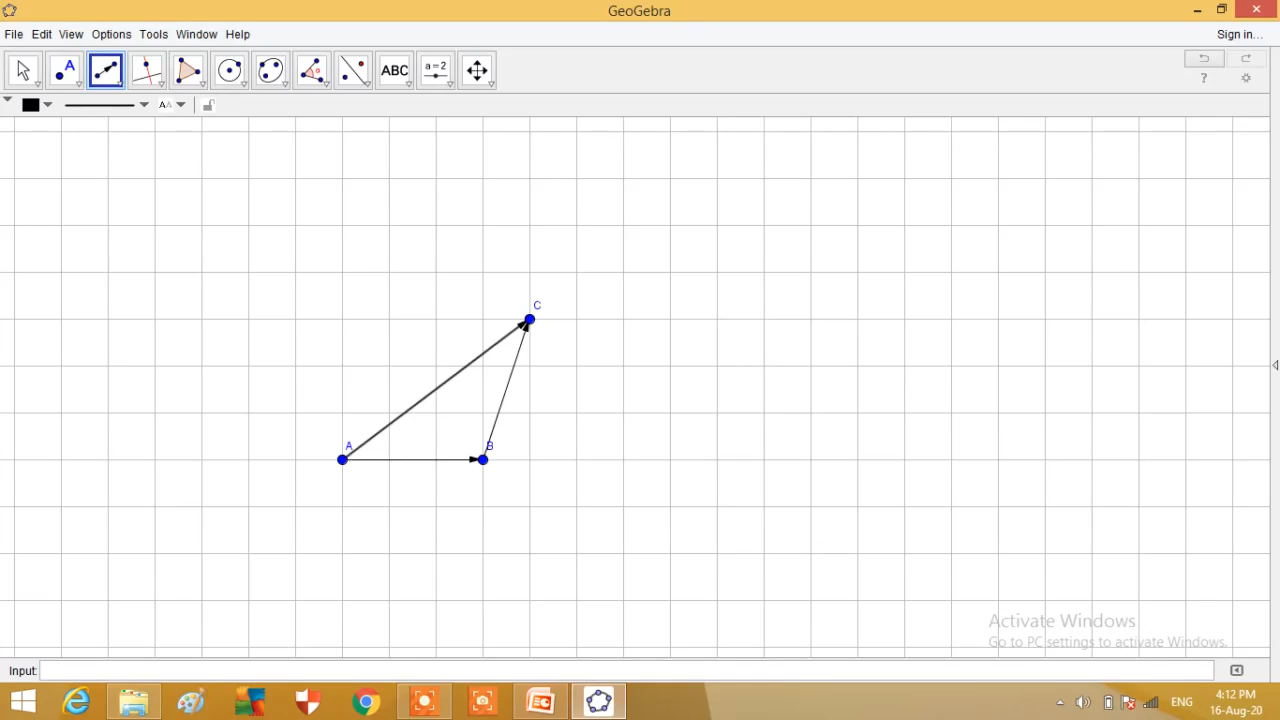 GeoGebra
File Edit View Options Tools Window Help
Sign in...
A
ABC
a = 2
?
AA
C
A
B
Activate Windows
Go to PC settings to activate Windows.
Input:
ENG
4:12 PM
16-Aug-20